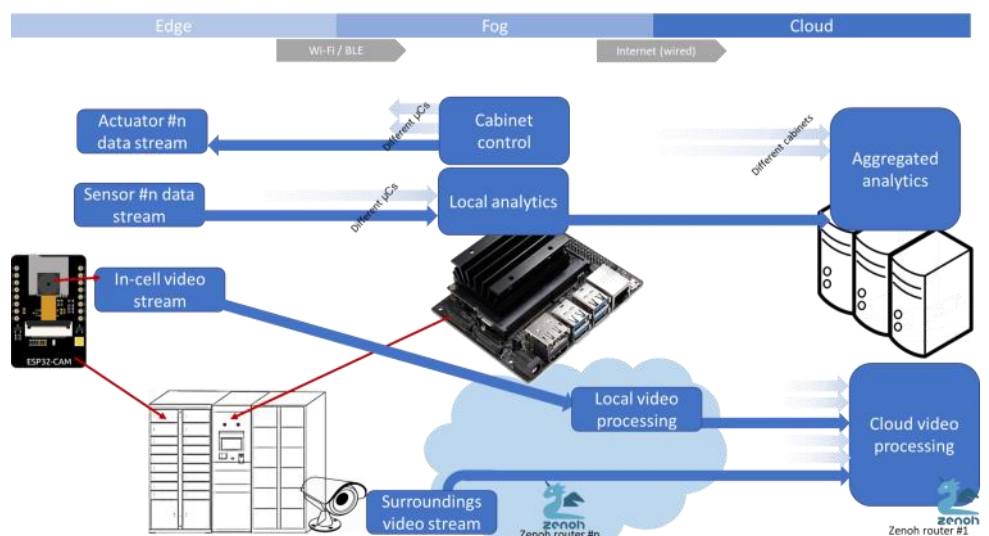 Edge
Fog
Cloud
Wi-Fi / BLE
Internet (wired)
Actuator #n
data stream
Different µCs
Cabinet
control
Different cabinets
Aggregated
analytics
Sensor #n data
stream
Different µCs
Local analytics
In-cell video
stream
ESP32-CAM
Local video
processing
Cloud video
processing
Surroundings
video stream
zenoh
Zenoh router #n
zenoh
Zenoh router #1